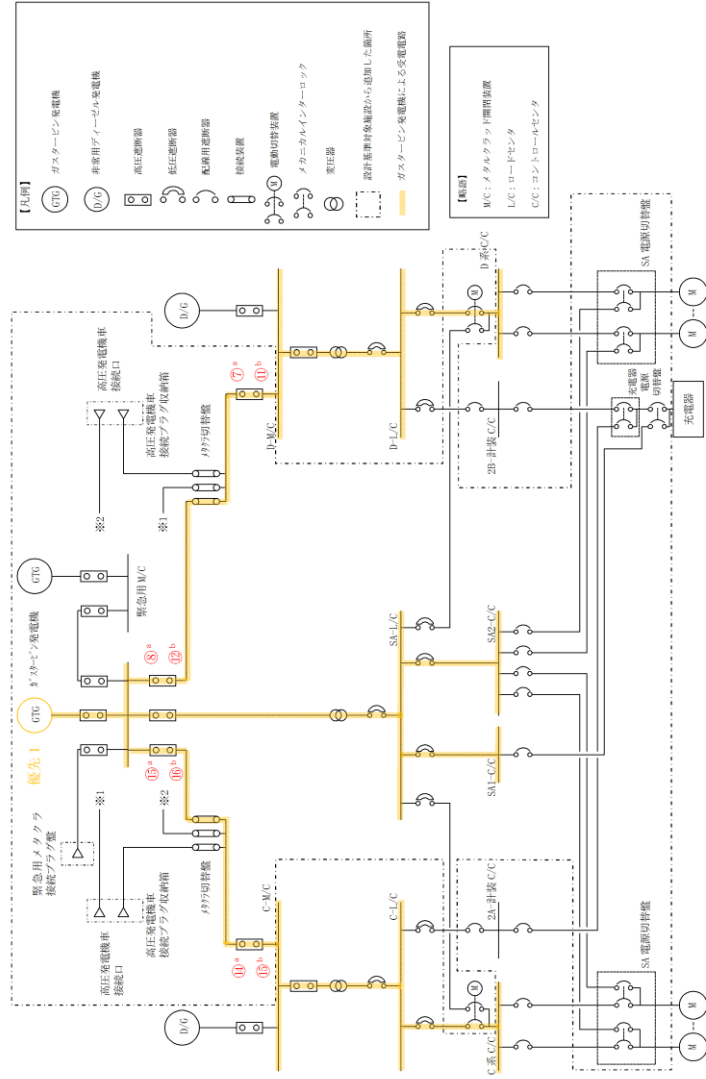 【凡例】
GTG
ガスタービン発電機
D/G
非常用ディーゼル発電機
高圧遮断器
低圧遮断器
配線用遮断器
接続装置
M
電動切替装置
メカニカルインターロック
変圧器
設計基準対象施設から追加した箇所
ガスタービン発電機による受電電路
【略語】
M/C：メタルクラッド開閉装置
L/C：ロードセンタ
C/C：コントロールセンタ
優先1
GTG
ガスタービン発電機
GTG
緊急用M/C
緊急用メタクラ
接続プラグ盤
※1
※2
高圧発電機車
接続口
高圧発電機車
接続プラグ収納箱
メタクラ切替盤
⑮a
⑯b
⑧a
⑫b
⑭a
⑮b
⑦a
⑪b
※2
※1
高圧発電機車
接続口
高圧発電機車
接続プラグ収納箱
メタクラ切替盤
D/G
C-M/C
D/G
D-M/C
C-L/C
SA-L/C
D-L/C
M
C系C/C
2A-計装C/C
SA1-C/C
SA2-C/C
2B-計装C/C
M
D系C/C
SA電源切替盤
充電器
電源
切替盤
SA電源切替盤
M
M
充電器
M
M